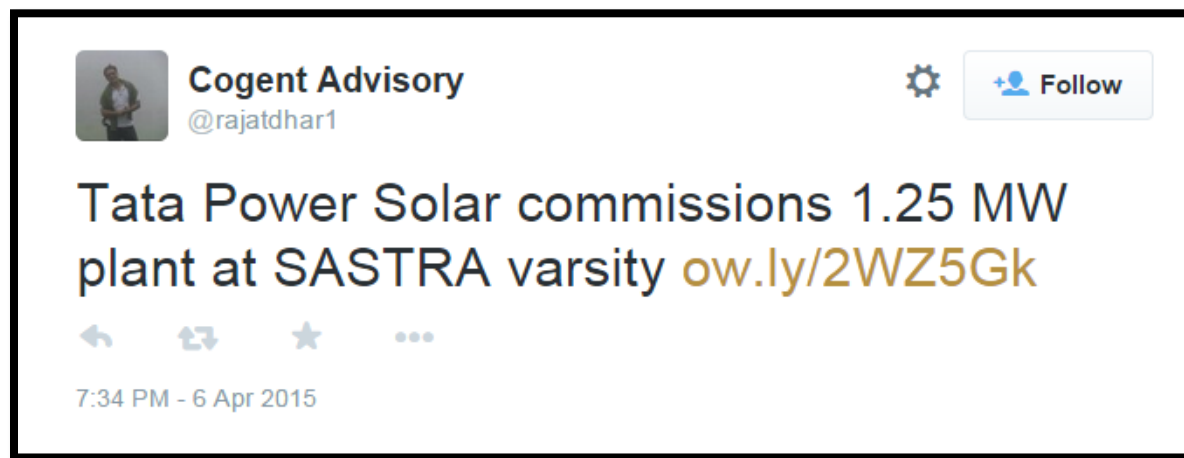 Cogent Advisory
@rajatdhar1
Follow
Tata Power Solar commissions 1.25 MW
plant at SASTRA varsity ow.ly/2WZ5Gk
7:34 PM - 6 Apr 2015